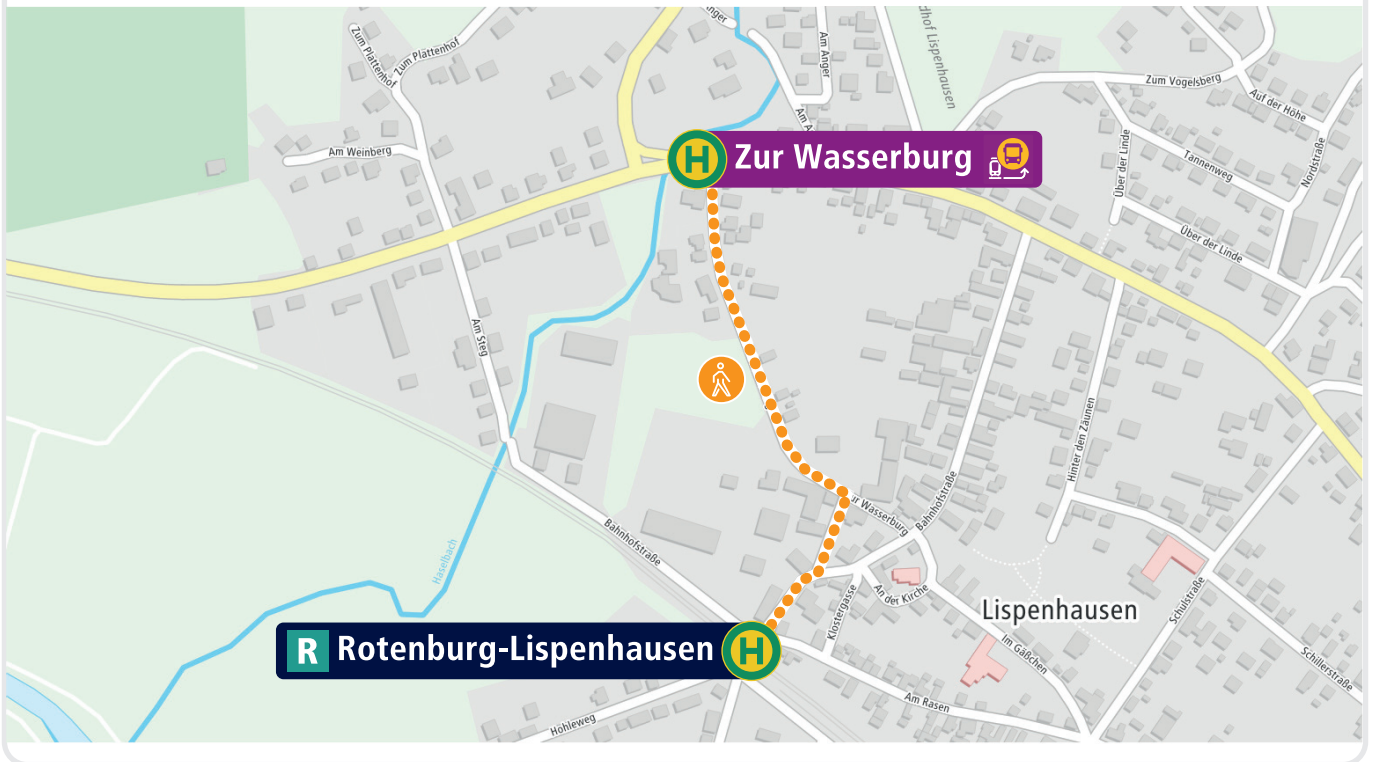 Zum Plattenhof
Zum Plattenhof
Am Anger
Lispenhausen
Zum Vogelsberg
Auf der Höhe
Am Weinberg
H Zur Wasserburg
Über der Linde
Tannenweg
Nordstraße
Über der Linde
Am Steg
Hinter den Zäunen
Bahnhofstraße
Wasserburg
Bahnhofstraße
Haselbach
An der Kirche
Klostergasse
Lispenhausen
Schulstraße
R Rotenburg-Lispenhausen H
Im Gäßchen
Schillerstraße
Am Rasen
Höhleweg